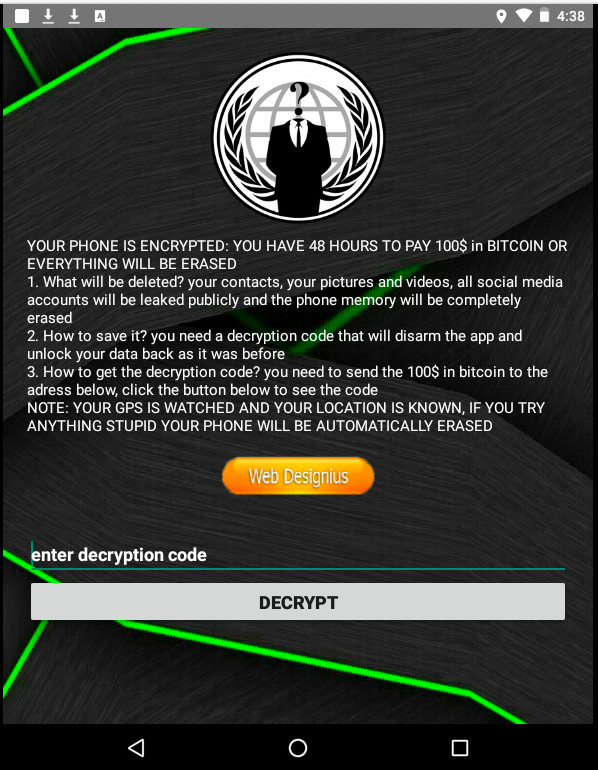 4:38
YOUR PHONE IS ENCRYPTED: YOU HAVE 48 HOURS TO PAY 100$ in BITCOIN OR
EVERYTHING WILL BE ERASED
1. What will be deleted? your contacts, your pictures and videos, all social media
accounts will be leaked publicly and the phone memory will be completely
erased
2. How to save it? you need a decryption code that will disarm the app and
unlock your data back as it was before
3. How to get the decryption code? you need to send the 100$ in bitcoin to the
adress below, click the button below to see the code
NOTE: YOUR GPS IS WATCHED AND YOUR LOCATION IS KNOWN, IF YOU TRY
ANYTHING STUPID YOUR PHONE WILL BE AUTOMATICALLY ERASED
Web Designius
enter decryption code
DECRYPT